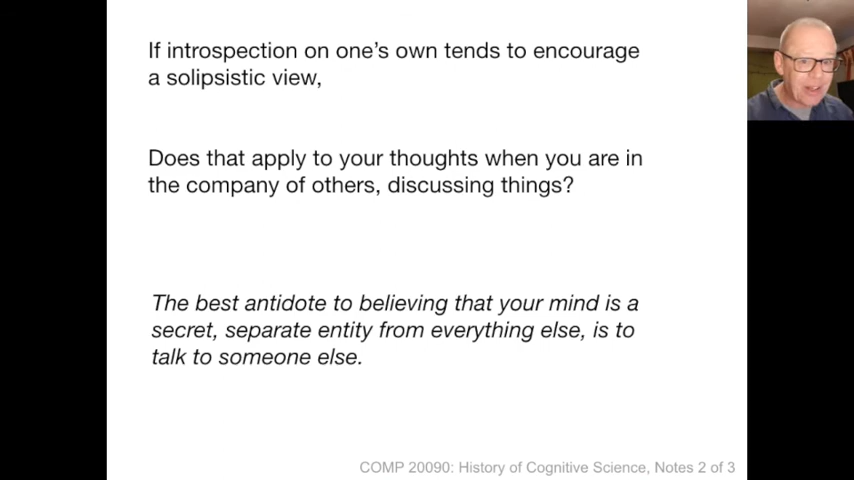 If introspection on one's own tends to encourage
a solipsistic view,
Does that apply to your thoughts when you are in
the company of others, discussing things?
The best antidote to believing that your mind is a
secret, separate entity from everything else, is to
talk to someone else.
COMP 20090: History of Cognitive Science, Notes 2 of 3